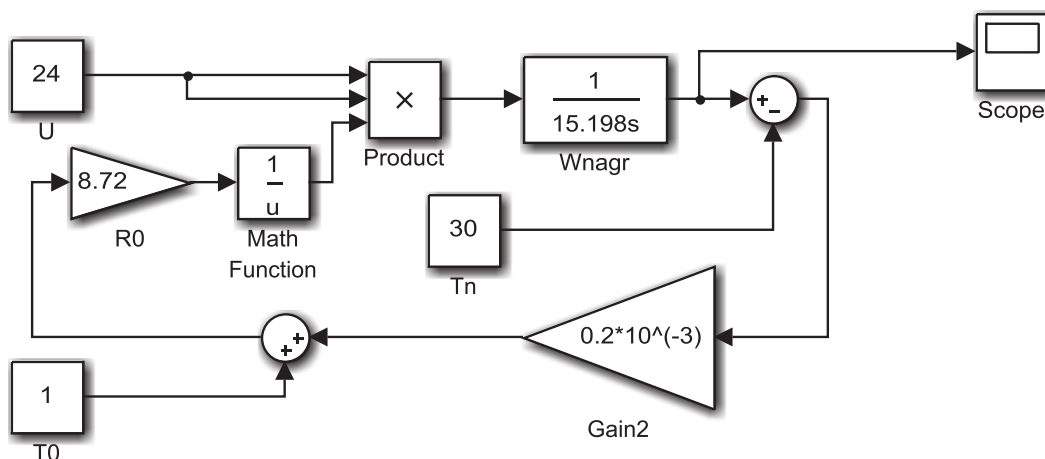 24
U
×
Product
1
15.198s
Wnagr
Scope
8.72
R0
1
u
Math
Function
30
Tn
+
−
0.2*10^(-3)
Gain2
+
+
1
T0